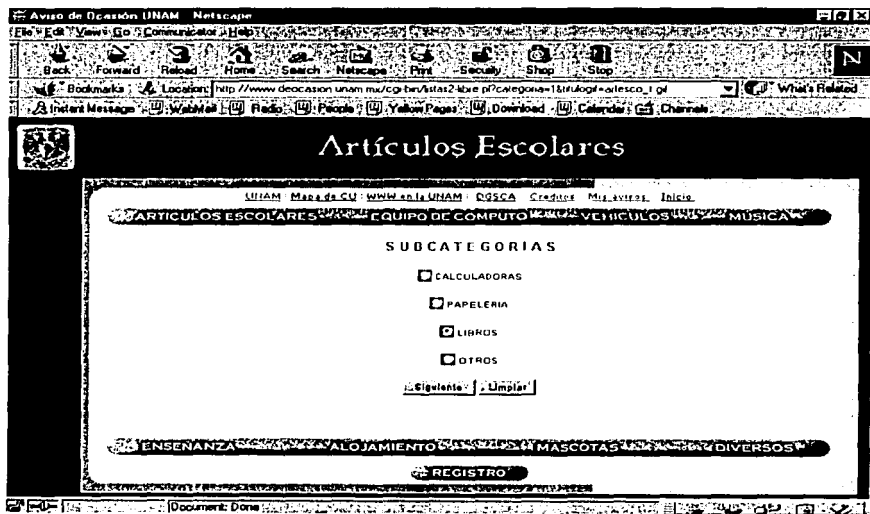 Aviso de Ocasión UNAM - Netscape
File Edit View Go Communicator Help
Back Forward Reload Home Search Netscape Print Security Shop Stop
N
Bookmarks Location: http://www.deocasion.unam.mx/cgi-bin/listas2-libre.pl?categoria=1&titulogif=artesco_t.gif What's Related
Instant Message WebMail Radio People Yellow Pages Download Calendar Channels
Artículos Escolares
UNAM Mapa de CU WWW en la UNAM DGSCA Creditos Mis avisos Inicio
ARTICULOS ESCOLARES EQUIPO DE COMPUTO VEHICULOS MUSICA
SUBCATEGORIAS
CALCULADORAS
PAPELERIA
LIBROS
OTROS
Siguiente Limpiar
ENSEÑANZA ALOJAMIENTO MASCOTAS DIVERSOS
REGISTRO
Document: Done